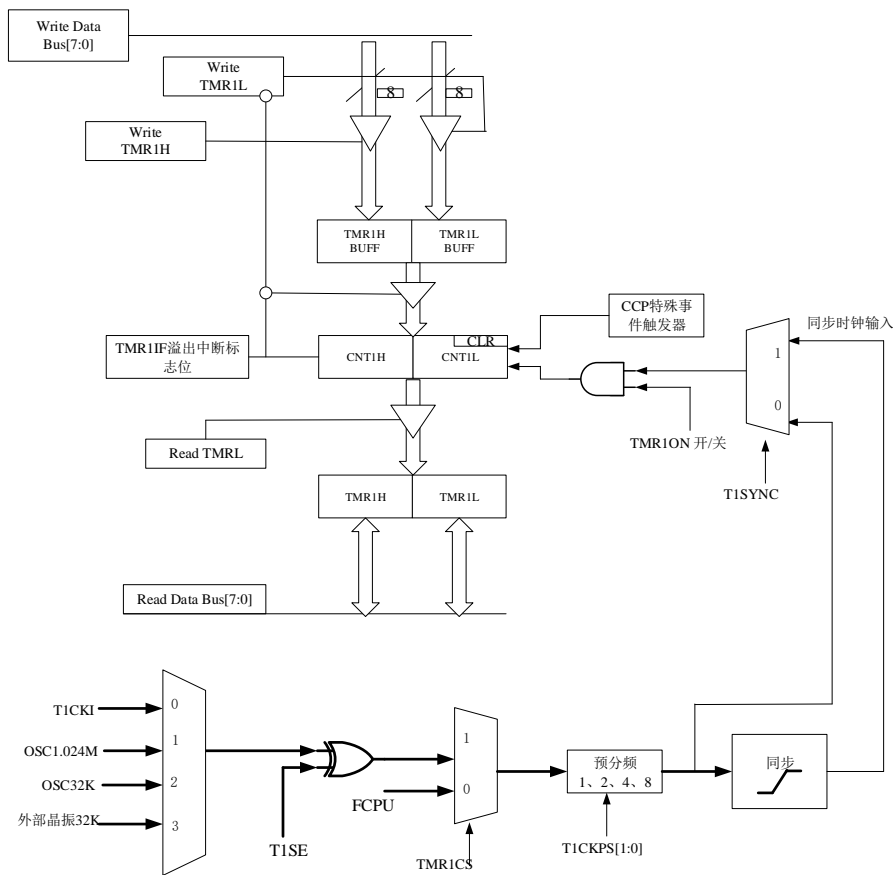 Write Data
Bus[7:0]
Write
TMR1L
8
8
Write
TMR1H
TMR1H
BUFF
TMR1L
BUFF
CCP特殊事
件触发器
同步时钟输入
CLR
TMR1IF溢出中断标
志位
CNT1H
CNT1L
1
0
TMR1ON 开/关
Read TMRL
T1SYNC
TMR1H
TMR1L
Read Data Bus[7:0]
T1CKI
0
OSC1.024M
1
OSC32K
2
外部晶振32K
3
T1SE
1
0
FCPU
TMR1CS
预分频
1、2、4、8
T1CKPS[1:0]
同步